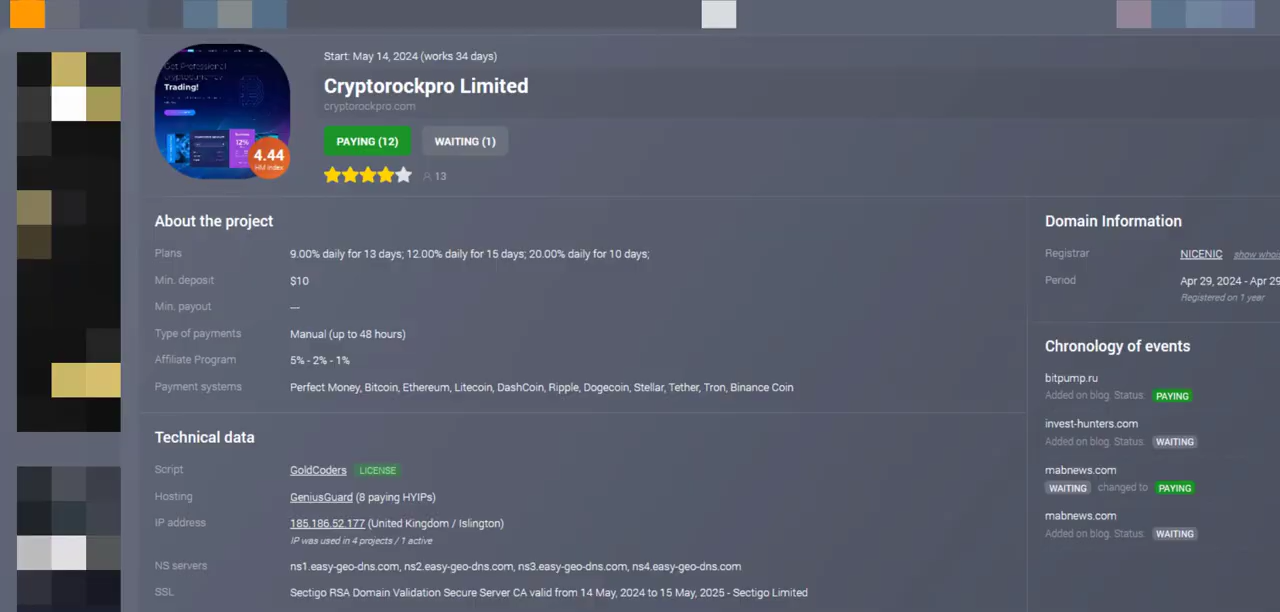 Start: May 14, 2024 (works 34 days)
Cryptorockpro Limited
cryptorockpro.com
PAYING (12) WAITING (1)
13
Trading!
12%
4.44
HM index
About the project
Plans 9.00% daily for 13 days; 12.00% daily for 15 days; 20.00% daily for 10 days;
Min. deposit $10
Min. payout —
Type of payments Manual (up to 48 hours)
Affiliate Program 5% - 2% - 1%
Payment systems Perfect Money, Bitcoin, Ethereum, Litecoin, DashCoin, Ripple, Dogecoin, Stellar, Tether, Tron, Binance Coin
Technical data
Script GoldCoders LICENSE
Hosting GeniusGuard (8 paying HYIPs)
IP address 185.186.52.177 (United Kingdom / Islington)
IP was used in 4 projects / 1 active
NS servers ns1.easy-geo-dns.com, ns2.easy-geo-dns.com, ns3.easy-geo-dns.com, ns4.easy-geo-dns.com
SSL Sectigo RSA Domain Validation Secure Server CA valid from 14 May, 2024 to 15 May, 2025 - Sectigo Limited
Domain Information
Registrar NICENIC show
Period Apr 29, 2024 - Apr 29
Registered on 1 year
Chronology of events
bitpump.ru
Added on blog. Status: PAYING
invest-hunters.com
Added on blog. Status: WAITING
mabnews.com
WAITING changed to PAYING
mabnews.com
Added on blog. Status: WAITING